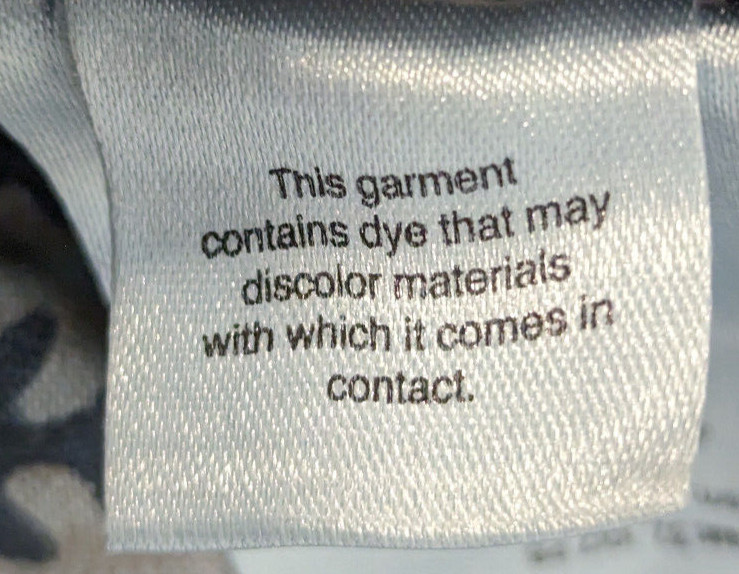 This garment
contains dye that may
discolor materials
with which it comes in
contact.